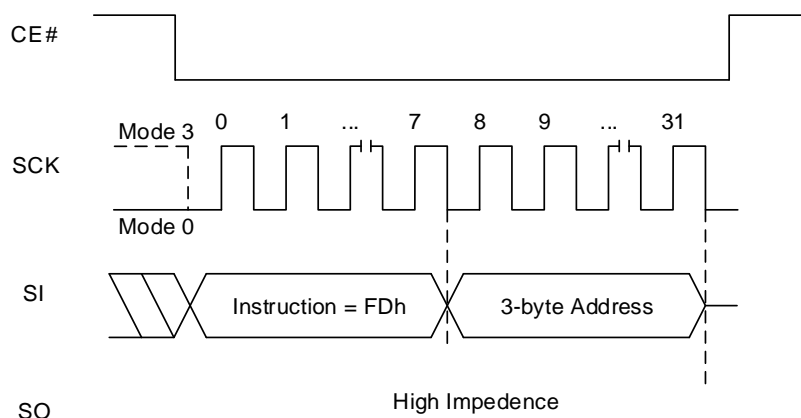 CE#
0 1 ... 7 8 9 ... 31
Mode 3
SCK
Mode 0
SI
Instruction = FDh
3-byte Address
High Impedence
SO